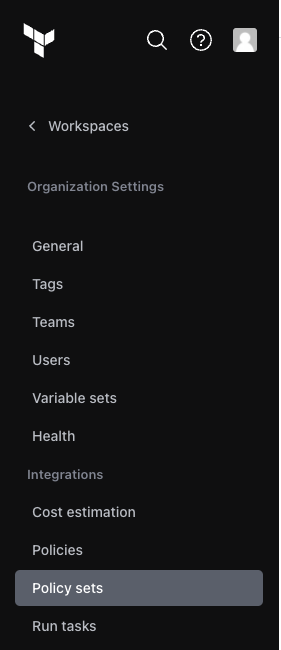 Workspaces
Organization Settings
General
Tags
Teams
Users
Variable sets
Health
Integrations
Cost estimation
Policies
Policy sets
Run tasks